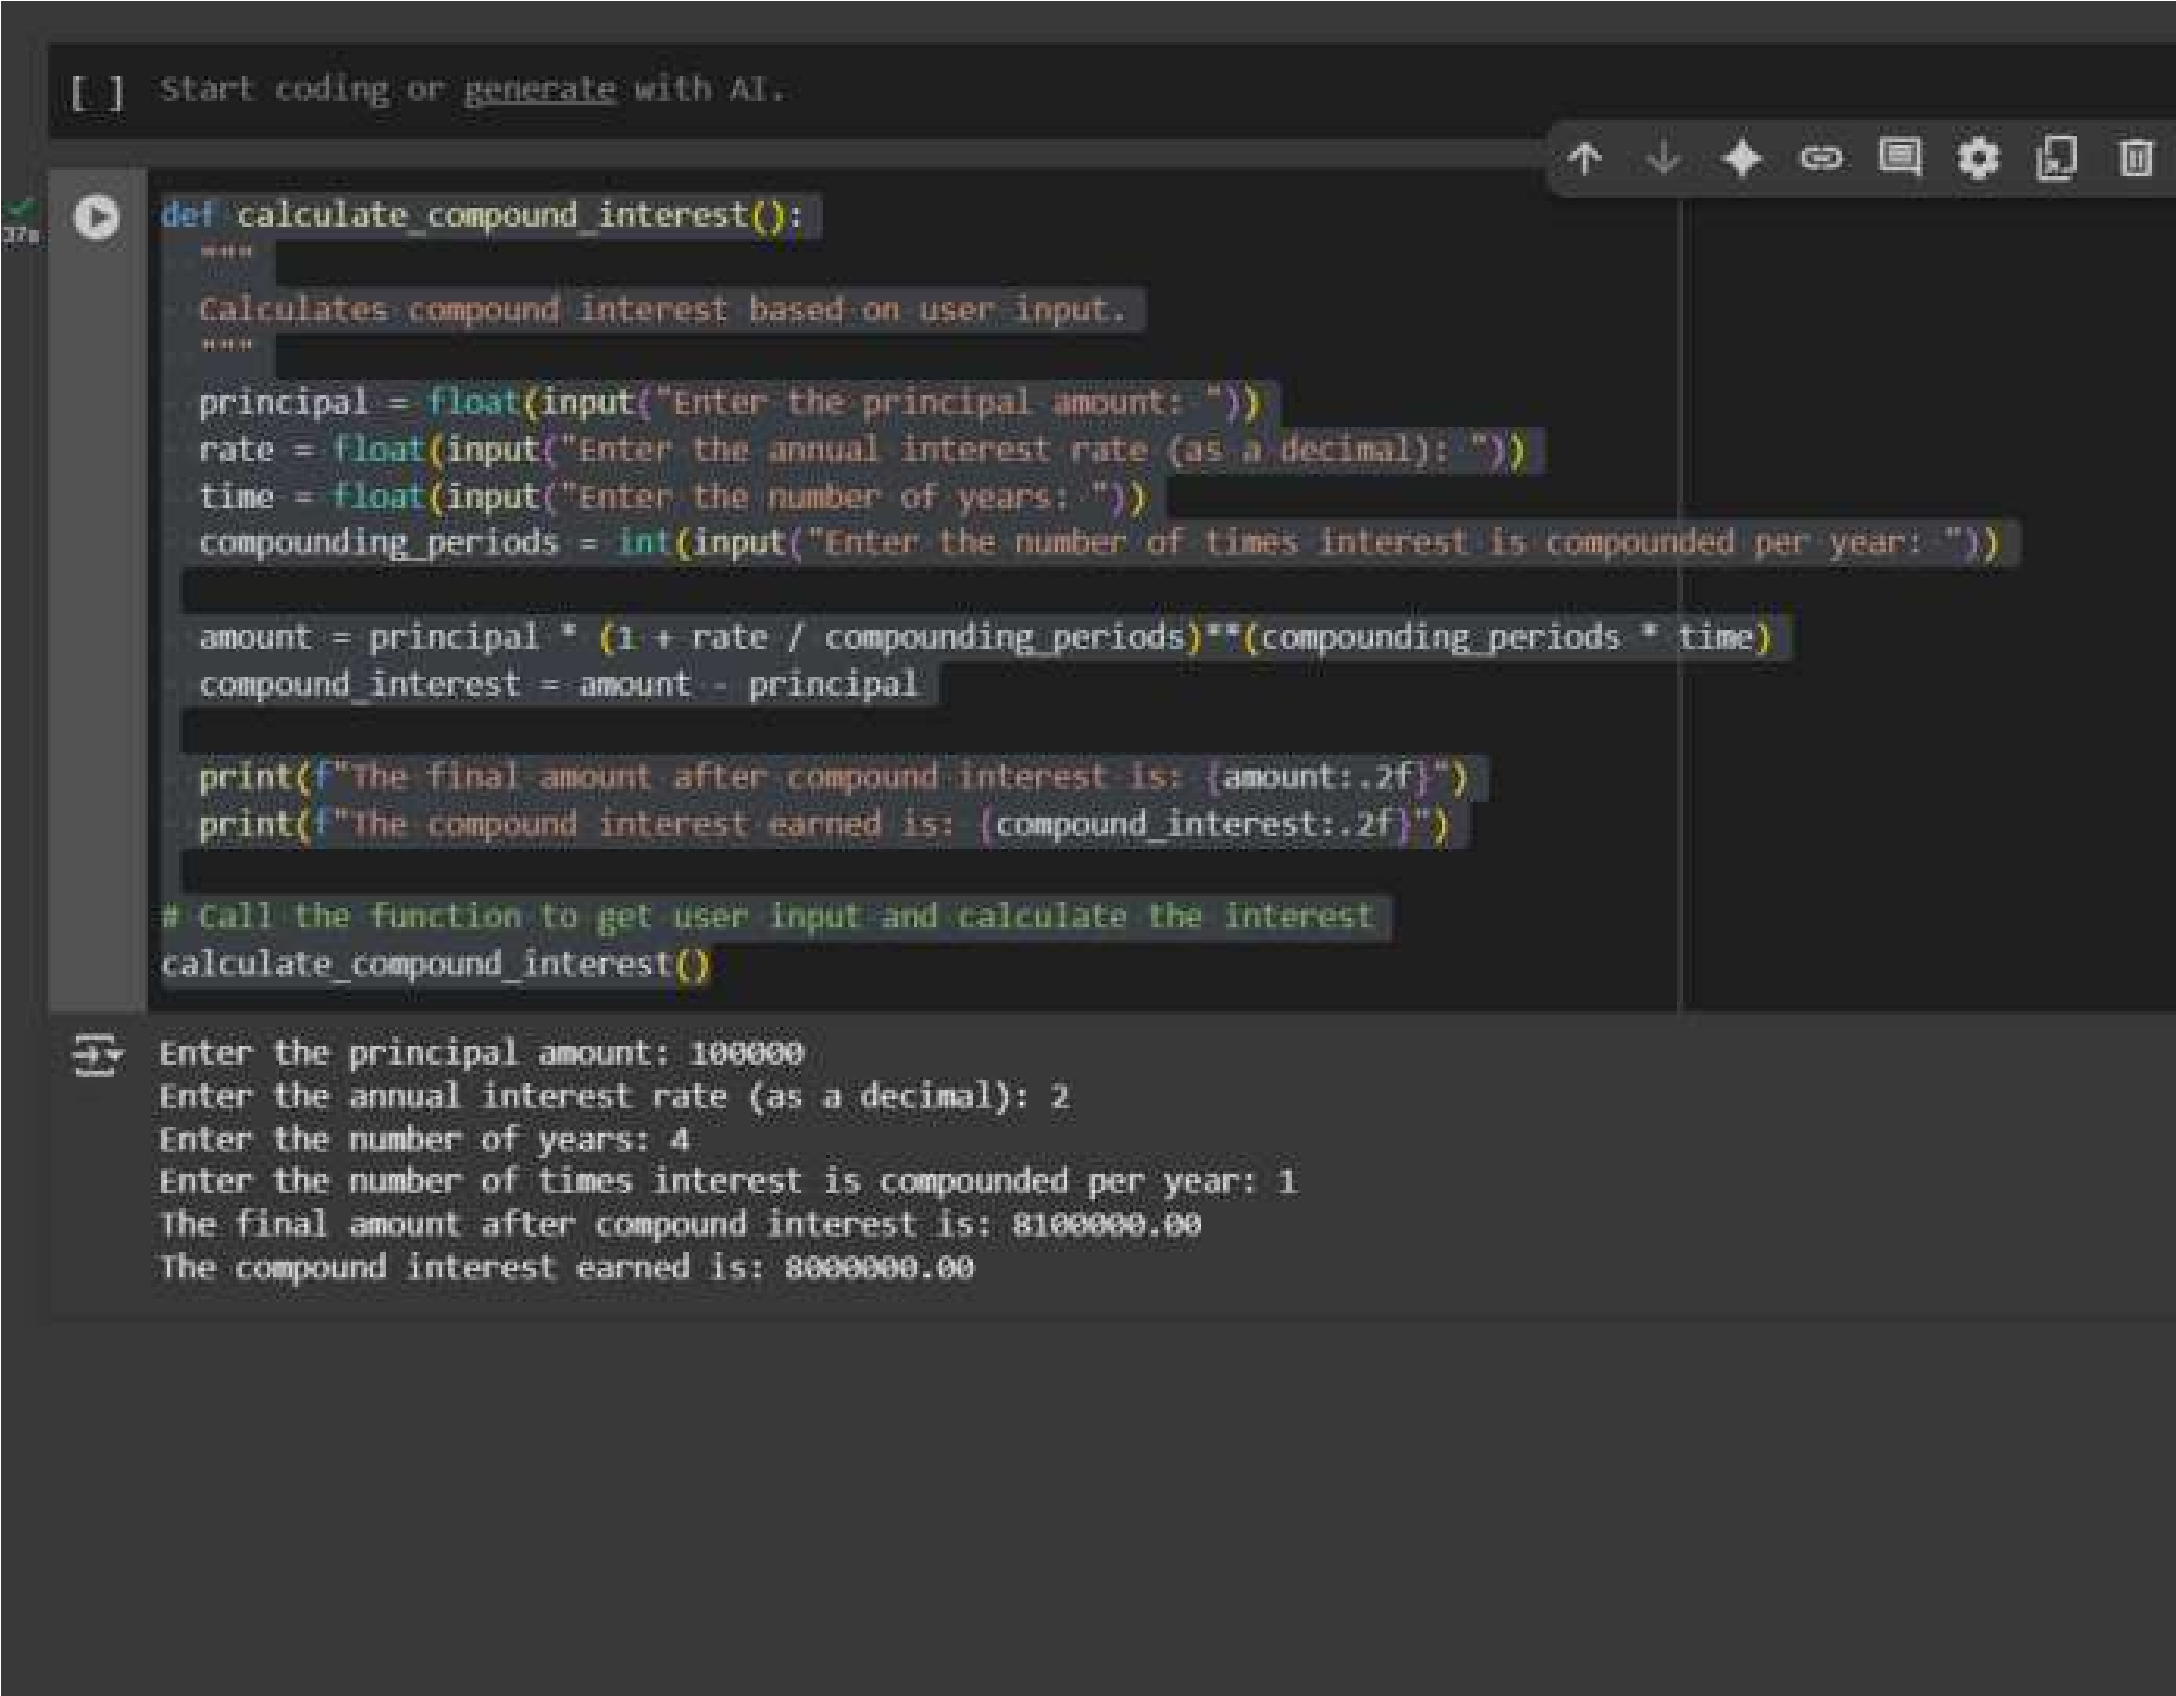 [ ] Start coding or generate with AI.
37s
def calculate_compound_interest():
"""
Calculates compound interest based on user input.
"""
principal = float(input("Enter the principal amount: "))
rate = float(input("Enter the annual interest rate (as a decimal): "))
time = float(input("Enter the number of years: "))
compounding_periods = int(input("Enter the number of times interest is compounded per year: "))
amount = principal * (1 + rate / compounding_periods)**(compounding_periods * time)
compound_interest = amount - principal
print(f"The final amount after compound interest is: {amount:.2f}")
print(f"The compound interest earned is: {compound_interest:.2f}")
# Call the function to get user input and calculate the interest
calculate_compound_interest()
Enter the principal amount: 100000
Enter the annual interest rate (as a decimal): 2
Enter the number of years: 4
Enter the number of times interest is compounded per year: 1
The final amount after compound interest is: 8100000.00
The compound interest earned is: 8000000.00